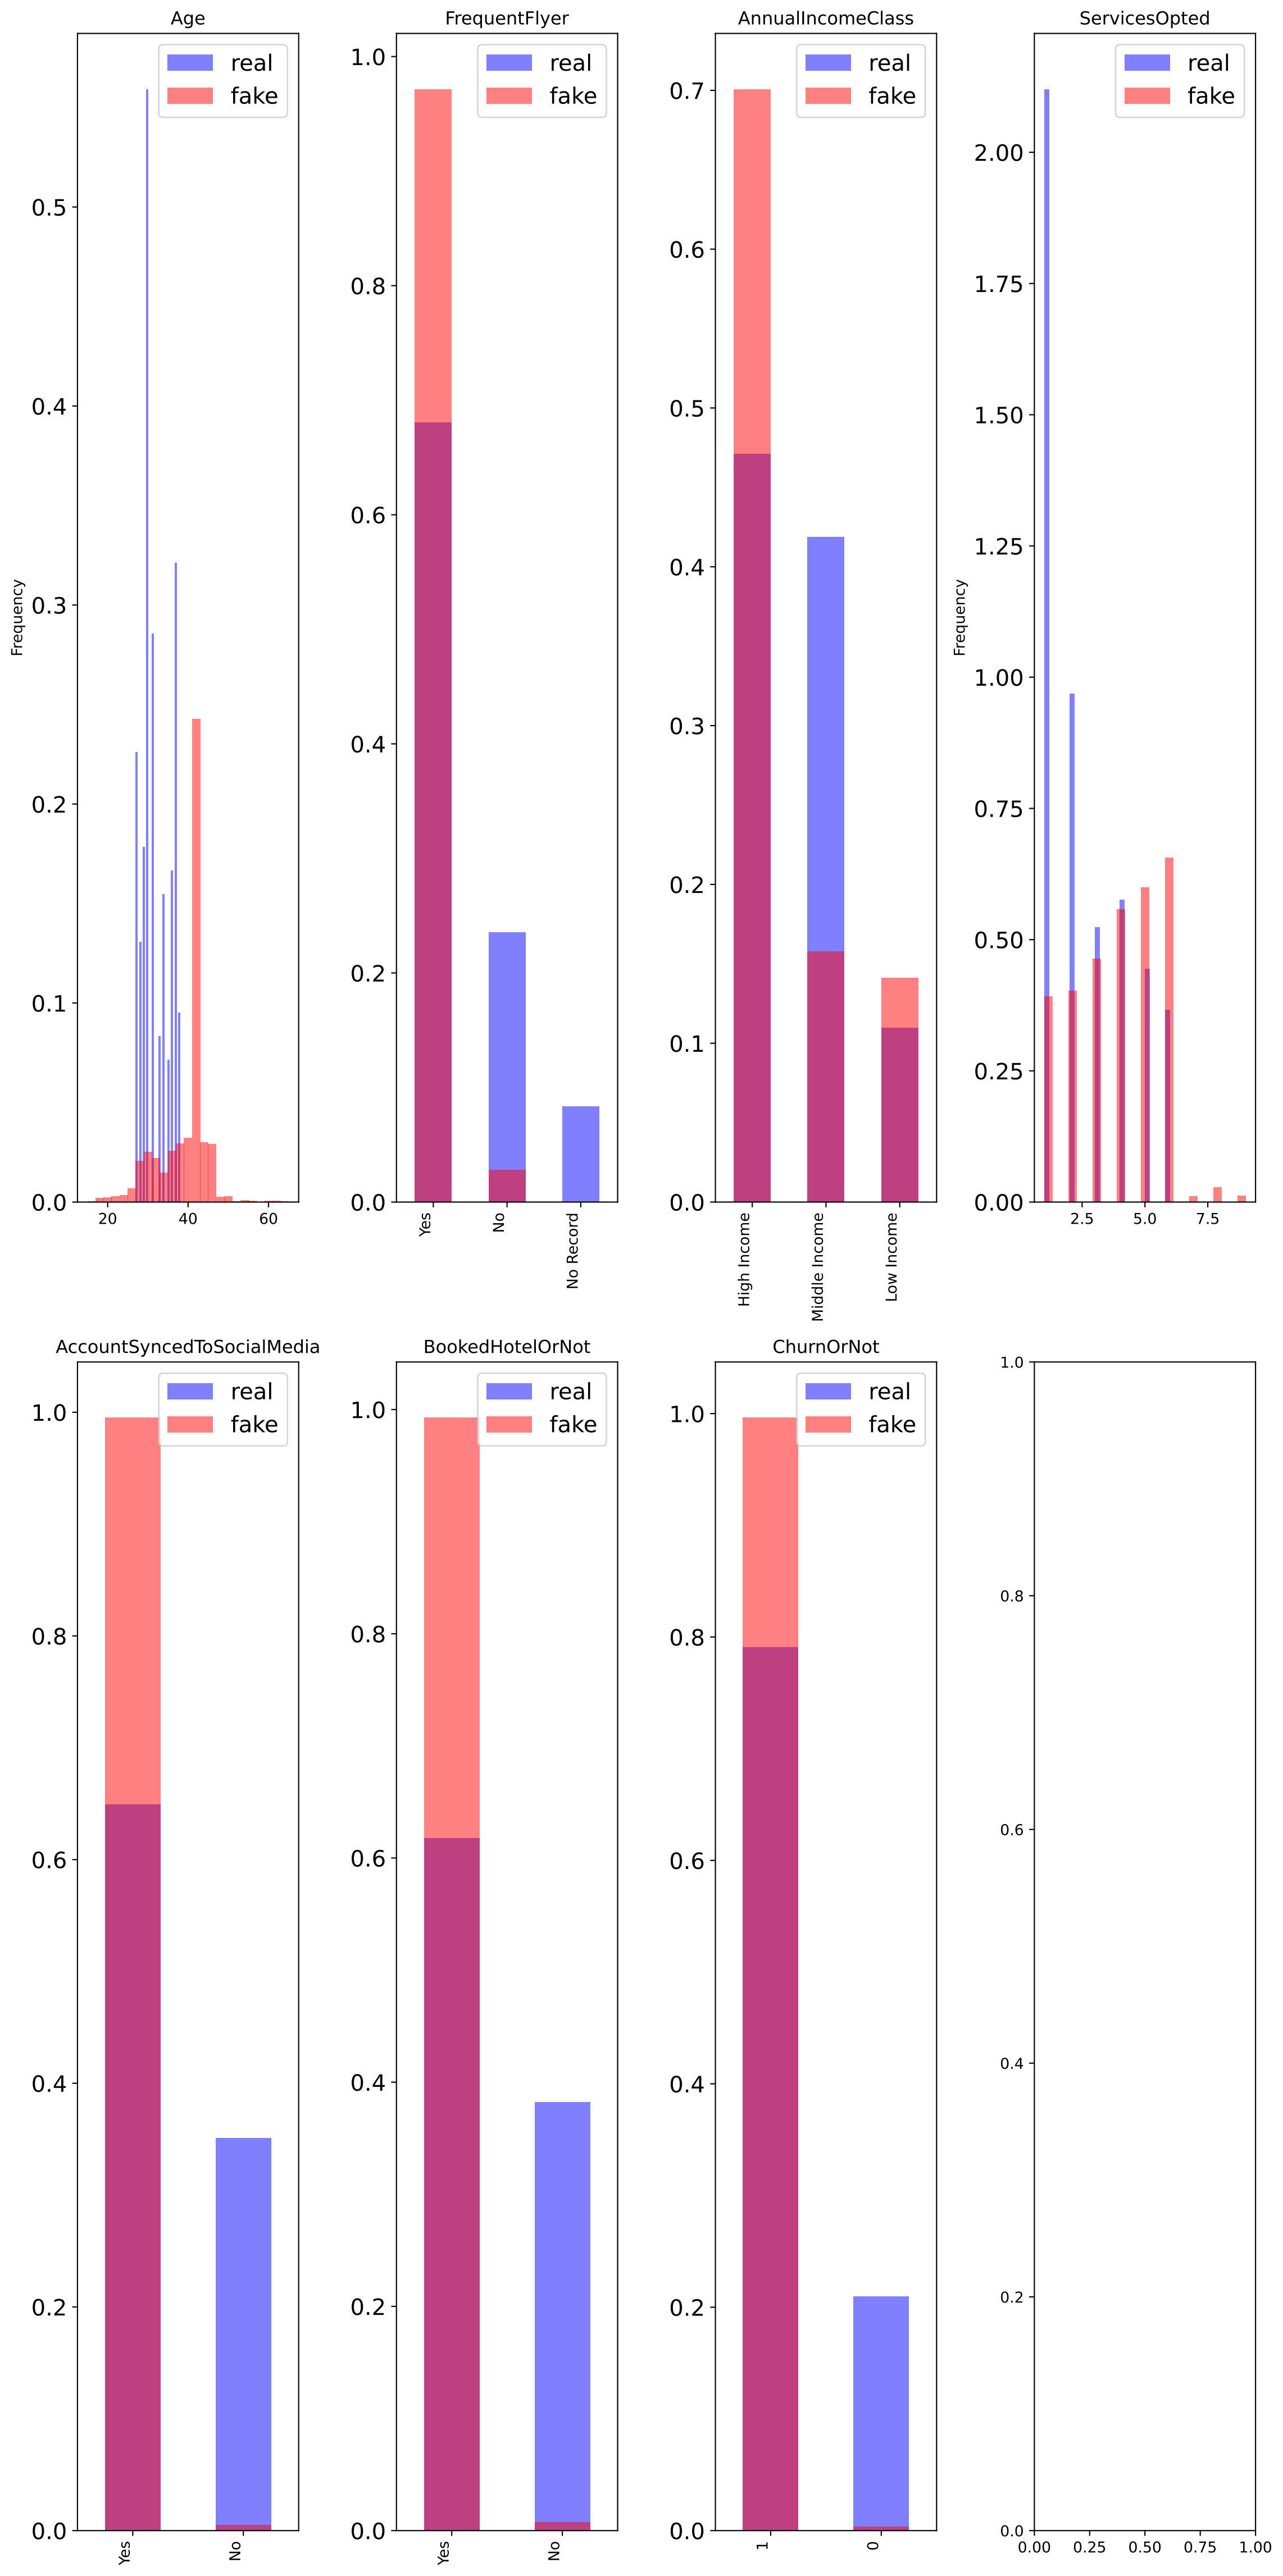 Age
real
fake
Frequency
0.5
0.4
0.3
0.2
0.1
0.0
20 40 60
FrequentFlyer
real
fake
1.0
0.8
0.6
0.4
0.2
0.0
Yes
No
No Record
AnnualIncomeClass
real
fake
0.7
0.6
0.5
0.4
0.3
0.2
0.1
0.0
High Income
Middle Income
Low Income
ServicesOpted
real
fake
Frequency
2.00
1.75
1.50
1.25
1.00
0.75
0.50
0.25
0.00
2.5 5.0 7.5
AccountSyncedToSocialMedia
real
fake
1.0
0.8
0.6
0.4
0.2
0.0
Yes
No
BookedHotelOrNot
real
fake
1.0
0.8
0.6
0.4
0.2
0.0
Yes
No
ChurnOrNot
real
fake
1.0
0.8
0.6
0.4
0.2
0.0
1
0
1.0
0.8
0.6
0.4
0.2
0.0
0.00 0.25 0.50 0.75 1.00